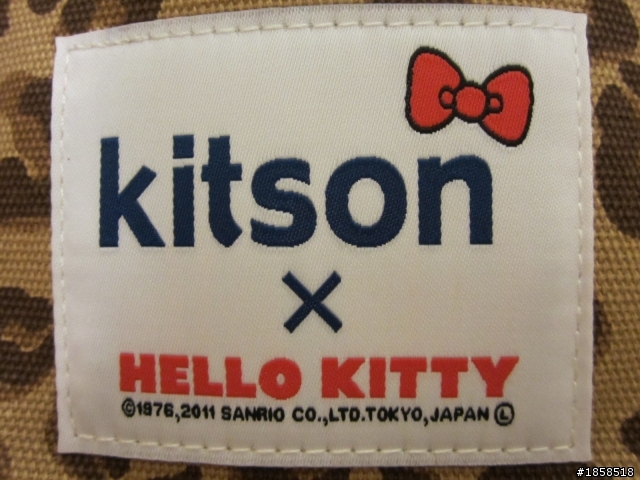 kitson
×
HELLO KITTY
©1976,2011 SANRIO CO.,LTD.TOKYO,JAPAN Ⓛ
#1858518